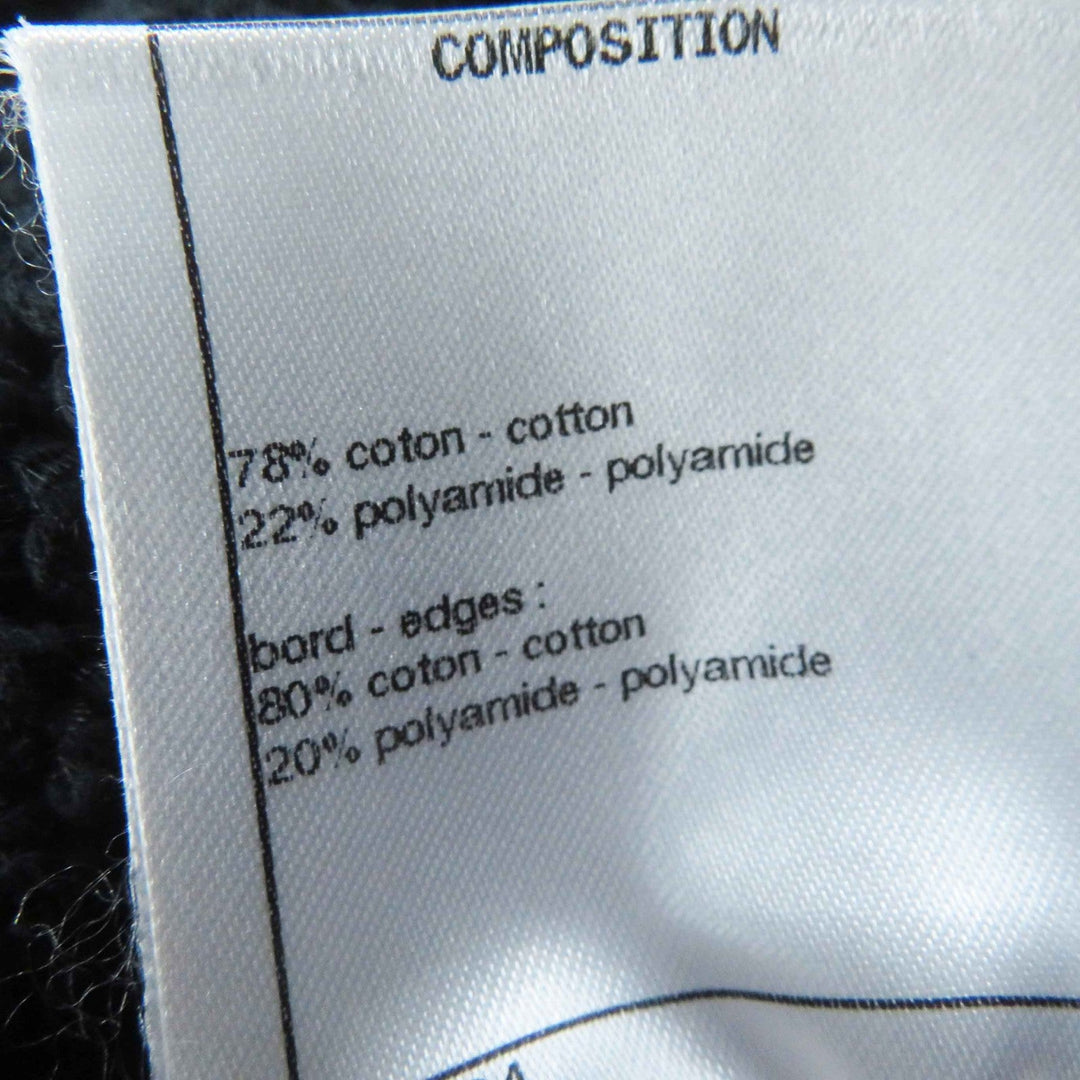 COMPOSITION
78% coton - cotton
22% polyamide - polyamide
bord - edges :
80% coton - cotton
20% polyamide - polyamide